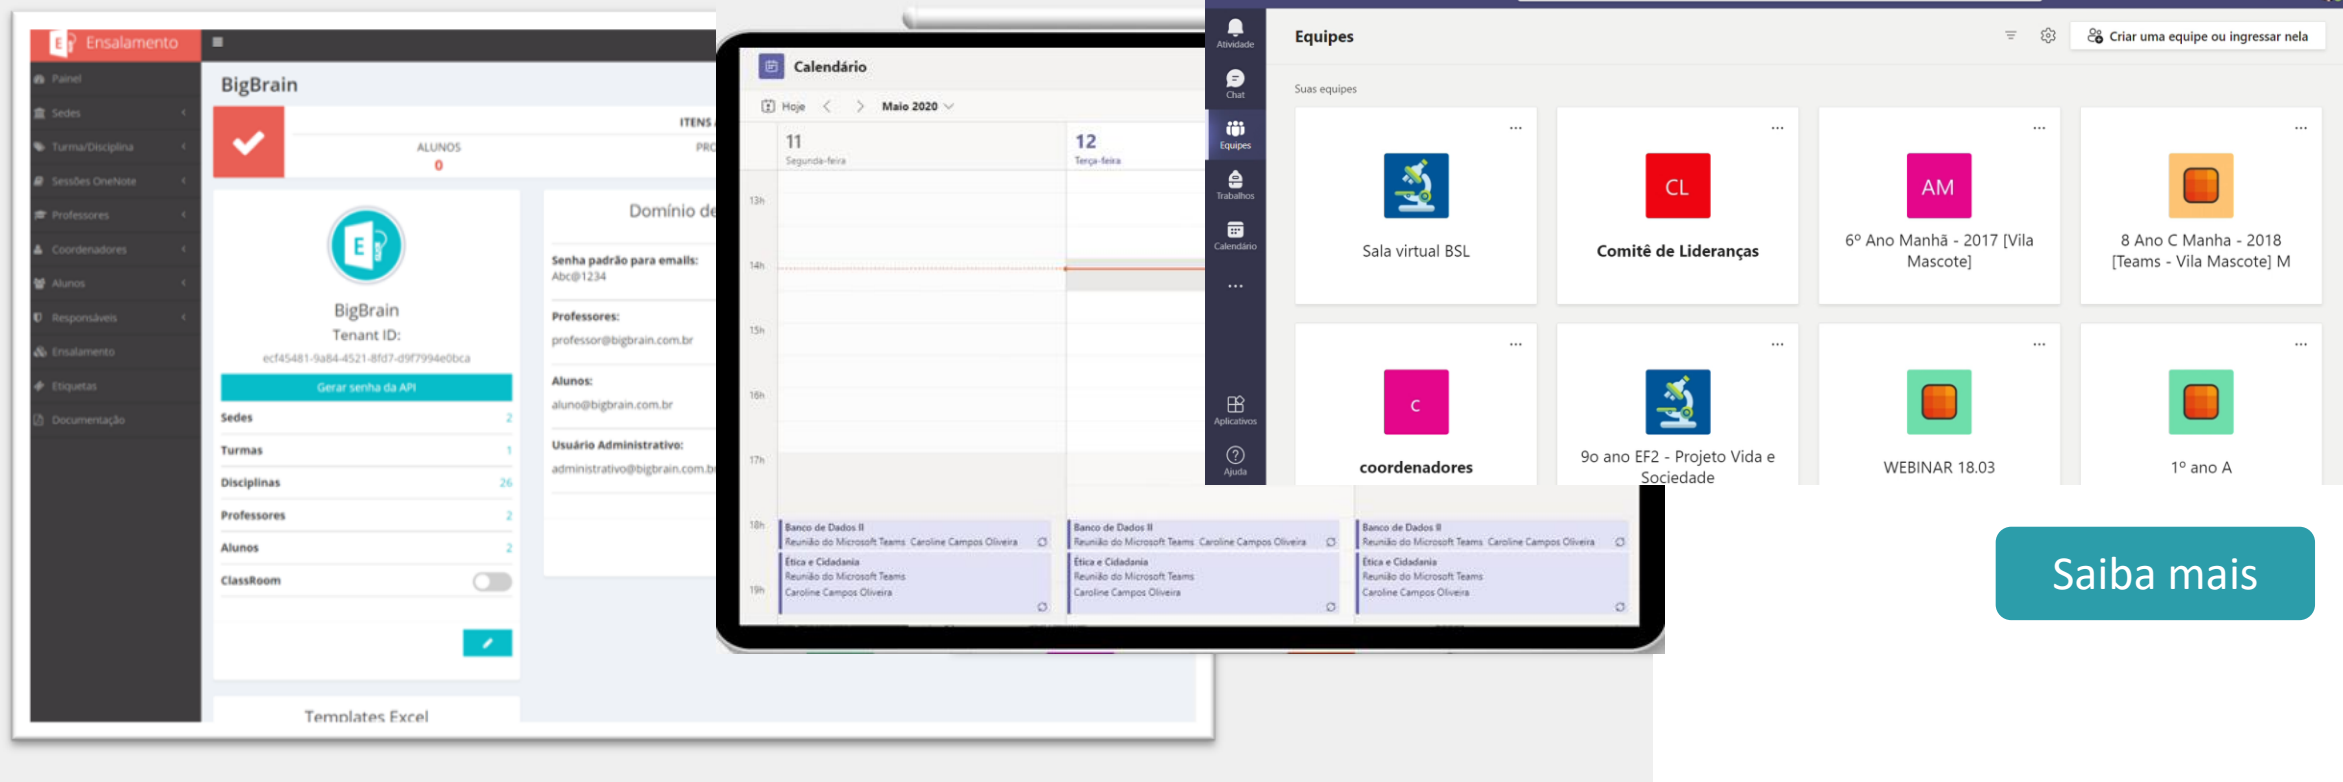 Ensalamento
Painel
Sedes
Turma/Disciplina
Sessões OneNote
Professores
Coordenadores
Alunos
Responsáveis
Ensalamento
Etiquetas
Documentação
BigBrain
ITENS
ALUNOS
0
BigBrain
Tenant ID:
ecf45481-9a84-4521-8fd7-d9f7994e0bca
Gerar senha da API
Sedes 2
Turmas 1
Disciplinas 26
Professores 2
Alunos 2
ClassRoom
Templates Excel
Domínio de
Senha padrão para emails:
Abc@1234
Professores:
professor@bigbrain.com.br
Alunos:
aluno@bigbrain.com.br
Usuário Administrativo:
administrativo@bigbrain.com.br
Calendário
Hoje Maio 2020
11
Segunda-feira
12
Terça-feira
13h
14h
15h
16h
17h
18h
19h
Banco de Dados II
Reunião do Microsoft Teams Caroline Campos Oliveira
Ética e Cidadania
Reunião do Microsoft Teams
Caroline Campos Oliveira
Banco de Dados II
Reunião do Microsoft Teams Caroline Campos Oliveira
Ética e Cidadania
Reunião do Microsoft Teams
Caroline Campos Oliveira
Banco de Dados II
Reunião do Microsoft Teams Caroline Campos Oliveira
Ética e Cidadania
Reunião do Microsoft Teams
Caroline Campos Oliveira
Atividade
Chat
Equipes
Trabalhos
Calendário
Aplicativos
Ajuda
Equipes
Criar uma equipe ou ingressar nela
Suas equipes
Sala virtual BSL
CL
Comitê de Lideranças
AM
6º Ano Manhã - 2017 [Vila
Mascote]
8 Ano C Manha - 2018
[Teams - Vila Mascote] M
C
coordenadores
9o ano EF2 - Projeto Vida e
Sociedade
WEBINAR 18.03
1º ano A
Saiba mais